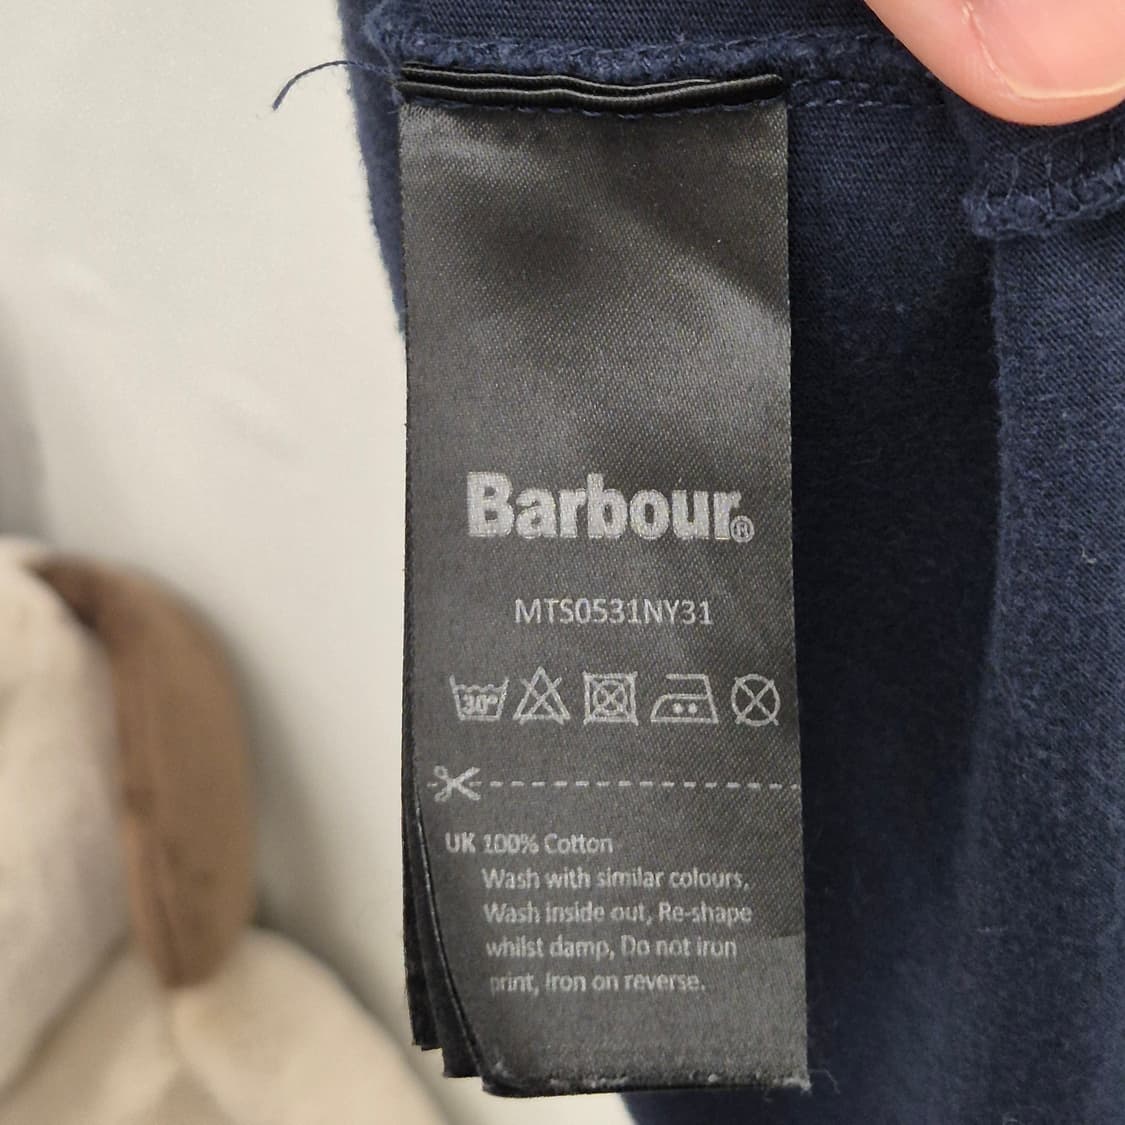 Barbour®
MTS0531NY31
30°
UK 100% Cotton
Wash with similar colours,
Wash inside out, Re-shape
whilst damp, Do not iron
print, Iron on reverse.